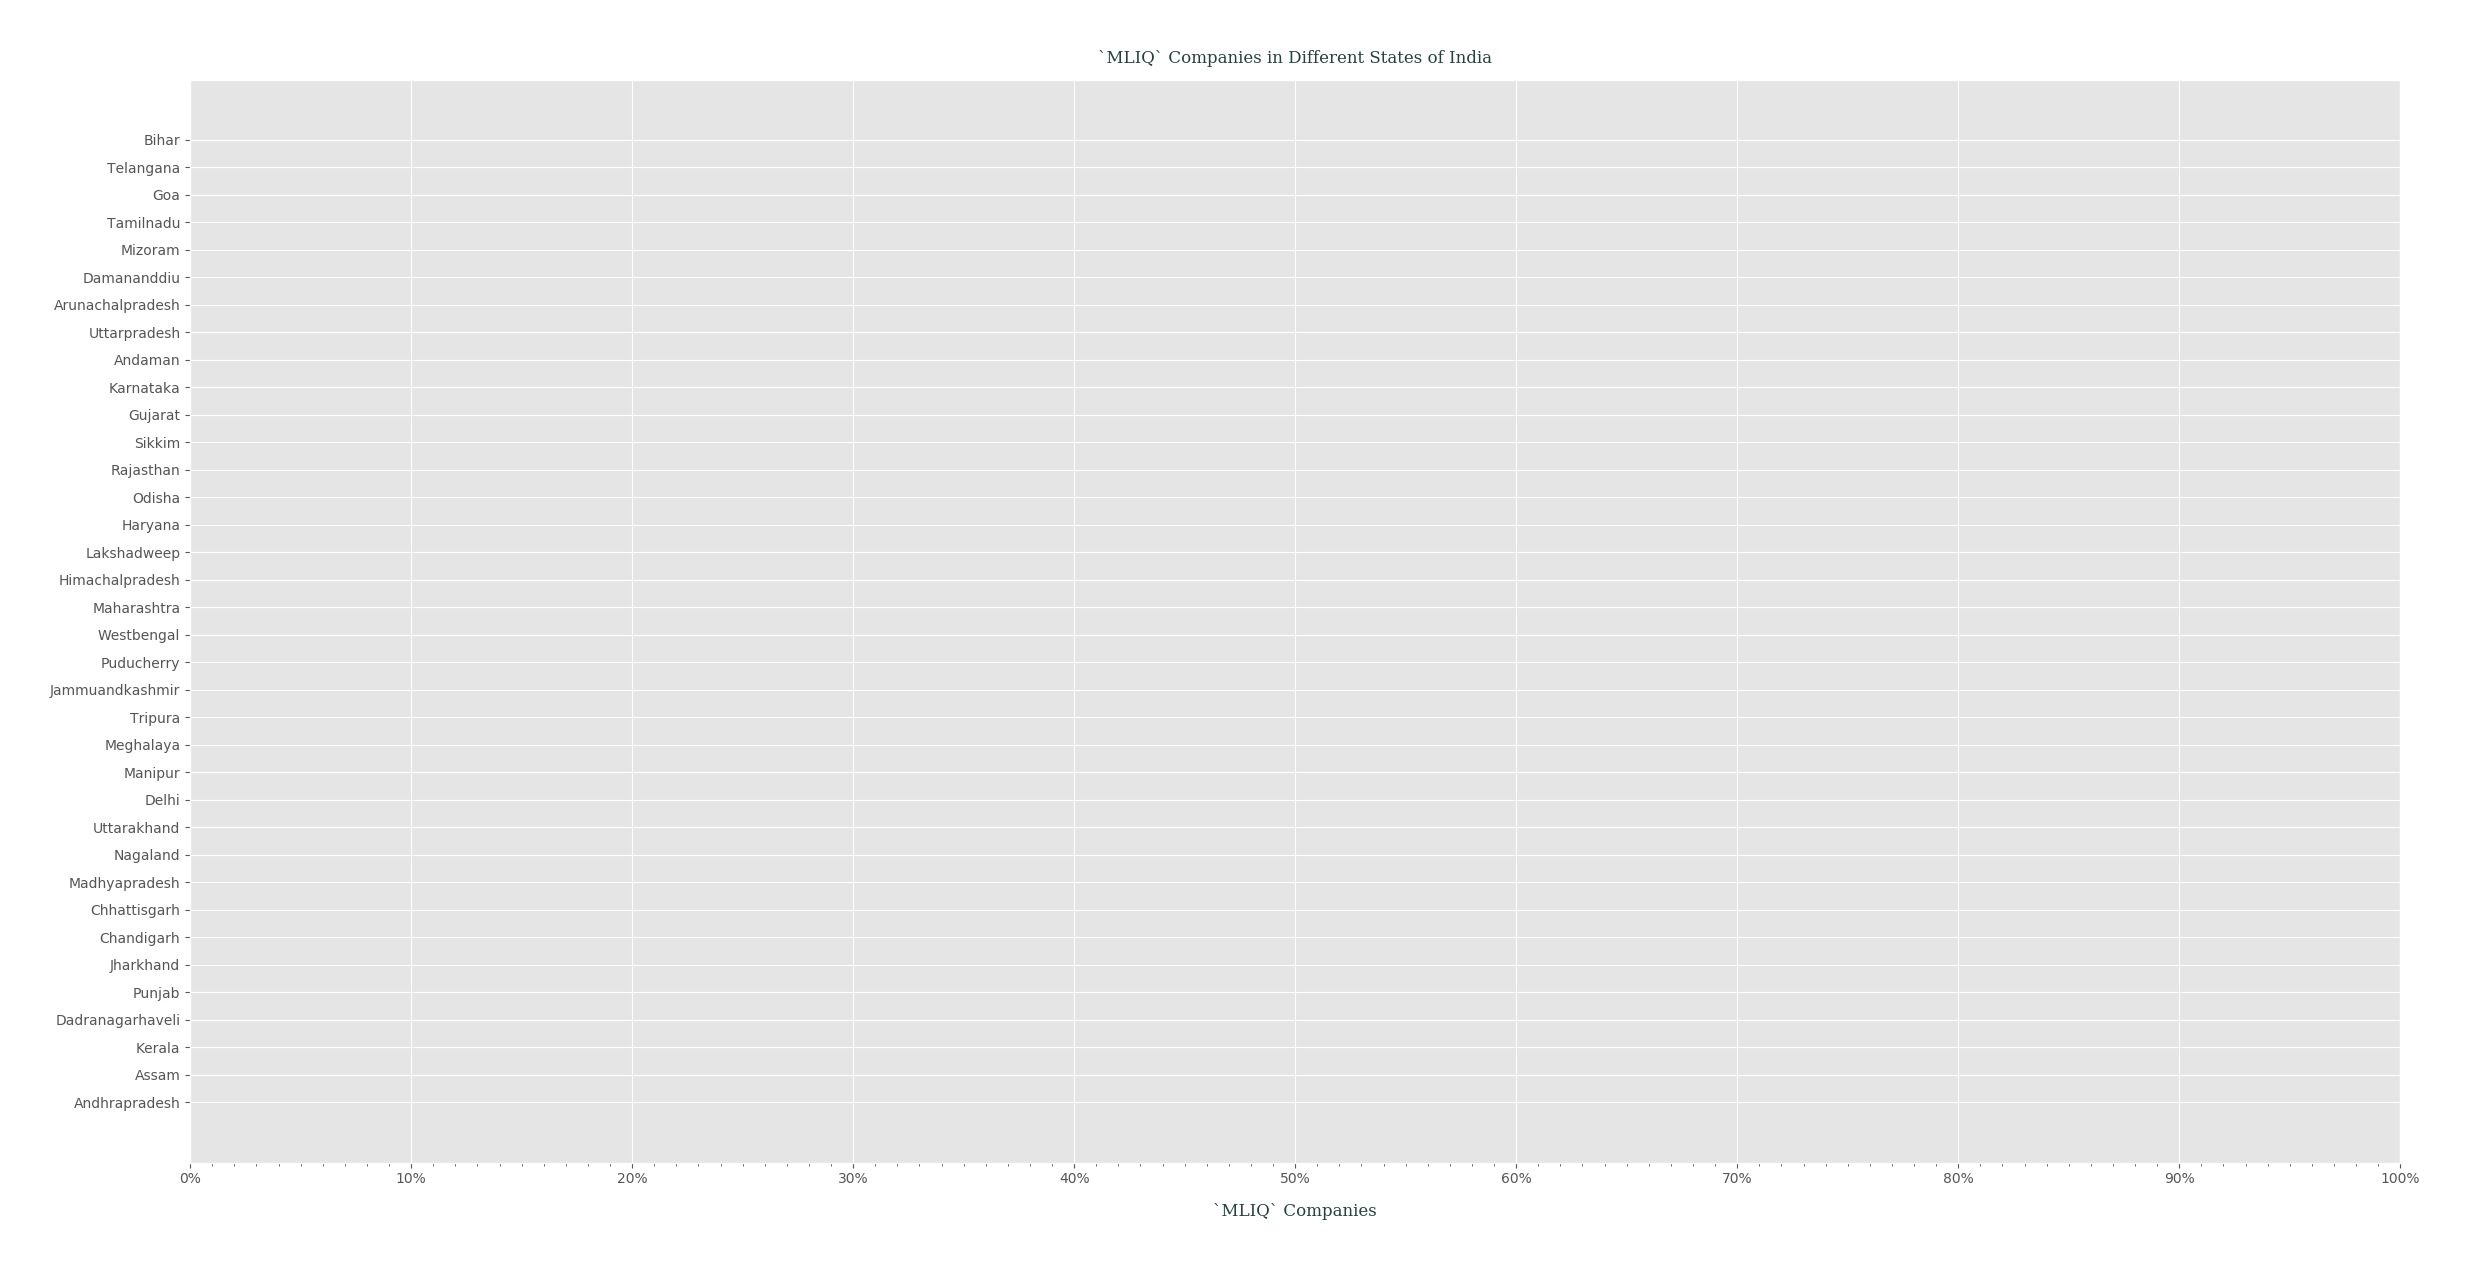 `MLIQ` Companies in Different States of India
Bihar
Telangana
Goa
Tamilnadu
Mizoram
Damananddiu
Arunachalpradesh
Uttarpradesh
Andaman
Karnataka
Gujarat
Sikkim
Rajasthan
Odisha
Haryana
Lakshadweep
Himachalpradesh
Maharashtra
Westbengal
Puducherry
Jammuandkashmir
Tripura
Meghalaya
Manipur
Delhi
Uttarakhand
Nagaland
Madhyapradesh
Chhattisgarh
Chandigarh
Jharkhand
Punjab
Dadranagarhaveli
Kerala
Assam
Andhrapradesh
0% 10% 20% 30% 40% 50% 60% 70% 80% 90% 100%
`MLIQ` Companies